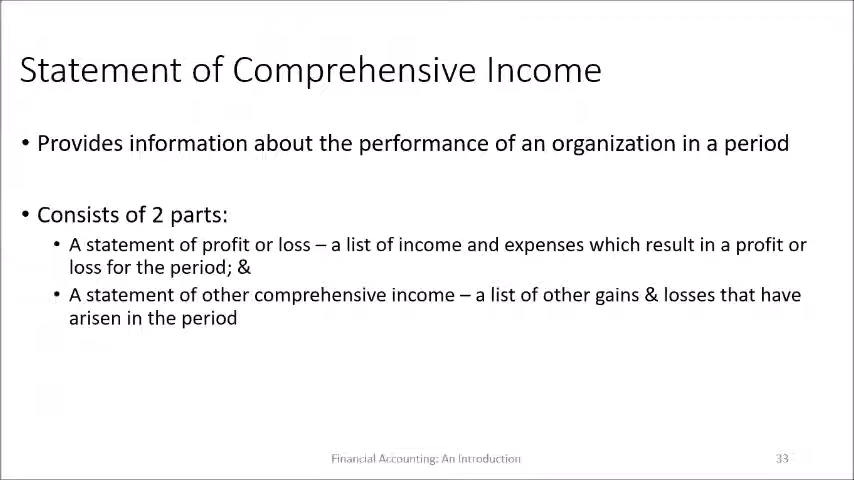 Statement of Comprehensive Income
• Provides information about the performance of an organization in a period
• Consists of 2 parts:
• A statement of profit or loss – a list of income and expenses which result in a profit or
loss for the period; &
• A statement of other comprehensive income – a list of other gains & losses that have
arisen in the period
Financial Accounting: An Introduction
33